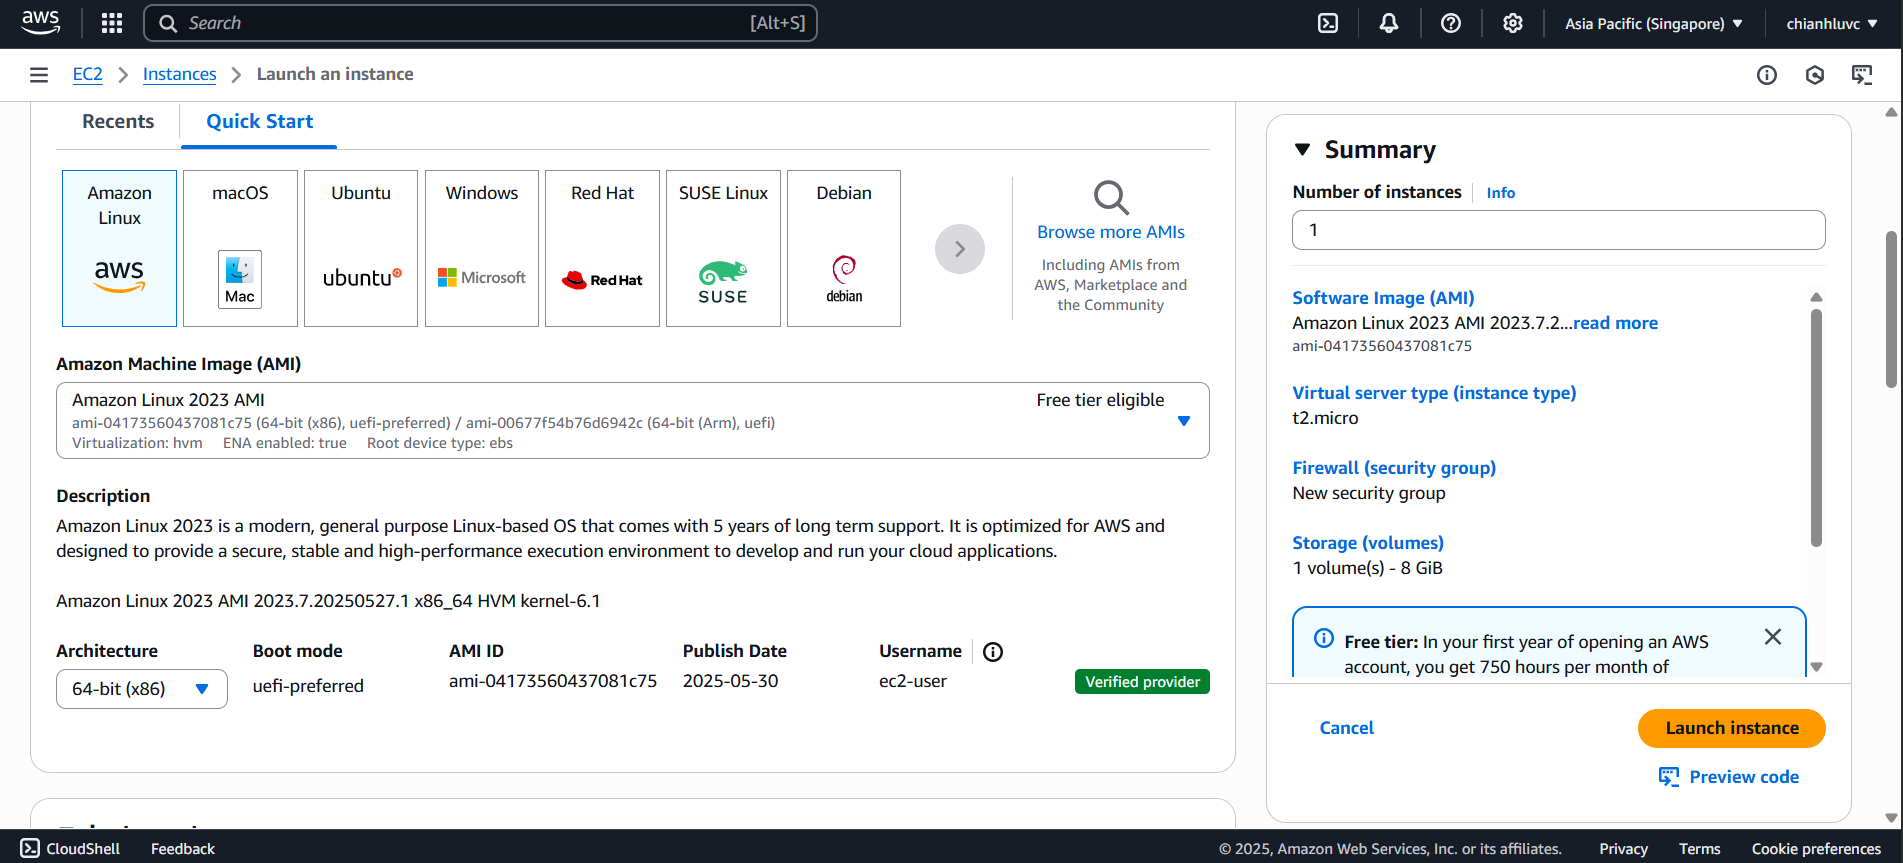 aws
Search
[Alt+S]
Asia Pacific (Singapore)
chianhluvc
EC2
Instances
Launch an instance
Recents
Quick Start
Amazon
Linux
aws
macOS
Mac
Ubuntu
ubuntu
Windows
Microsoft
Red Hat
Red Hat
SUSE Linux
SUSE
Debian
debian
Browse more AMIs
Including AMIs from
AWS, Marketplace and
the Community
Amazon Machine Image (AMI)
Amazon Linux 2023 AMI
Free tier eligible
ami-04173560437081c75 (64-bit (x86), uefi-preferred) / ami-00677f54b76d6942c (64-bit (Arm), uefi)
Virtualization: hvm ENA enabled: true Root device type: ebs
Description
Amazon Linux 2023 is a modern, general purpose Linux-based OS that comes with 5 years of long term support. It is optimized for AWS and
designed to provide a secure, stable and high-performance execution environment to develop and run your cloud applications.
Amazon Linux 2023 AMI 2023.7.20250527.1 x86_64 HVM kernel-6.1
Architecture
64-bit (x86)
Boot mode
uefi-preferred
AMI ID
ami-04173560437081c75
Publish Date
2025-05-30
Username
ec2-user
Verified provider
Summary
Number of instances
Info
1
Software Image (AMI)
Amazon Linux 2023 AMI 2023.7.2...read more
ami-04173560437081c75
Virtual server type (instance type)
t2.micro
Firewall (security group)
New security group
Storage (volumes)
1 volume(s) - 8 GiB
Free tier: In your first year of opening an AWS
account, you get 750 hours per month of
Cancel
Launch instance
Preview code
CloudShell
Feedback
© 2025, Amazon Web Services, Inc. or its affiliates.
Privacy
Terms
Cookie preferences